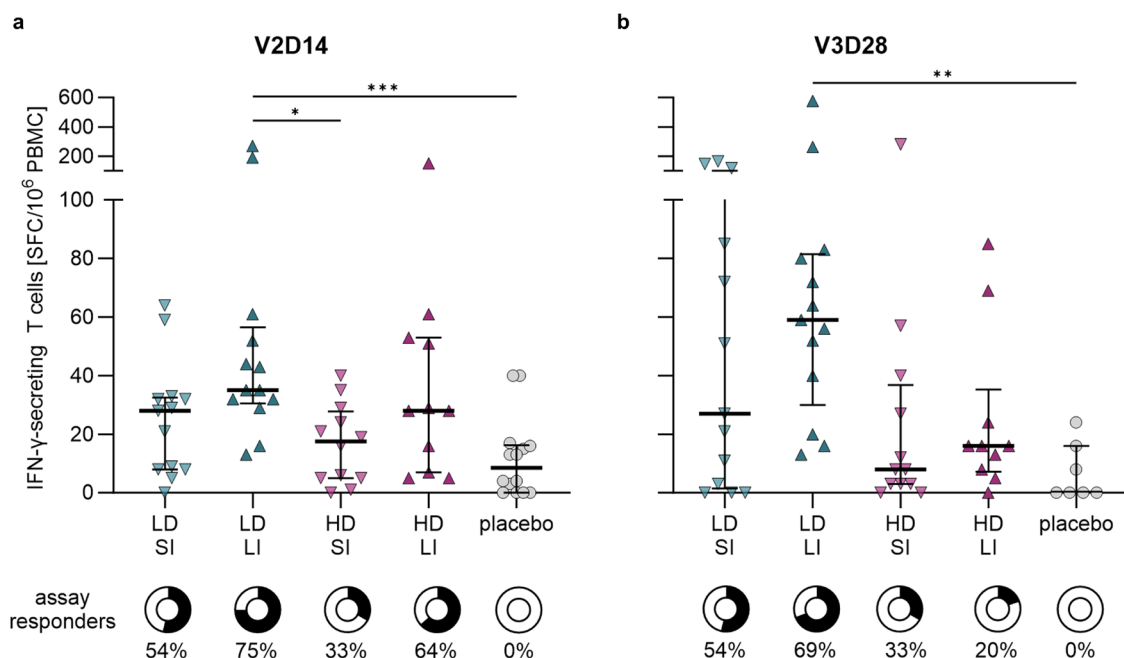 a
V2D14
b
V3D28
IFN-γ-secreting T cells [SFC/10⁶ PBMC]
600
400
200
100
80
60
40
20
0
***
*
**
LD SI
LD LI
HD SI
HD LI
placebo
LD SI
LD LI
HD SI
HD LI
placebo
assay
responders
54% 75% 33% 64% 0%
54% 69% 33% 20% 0%